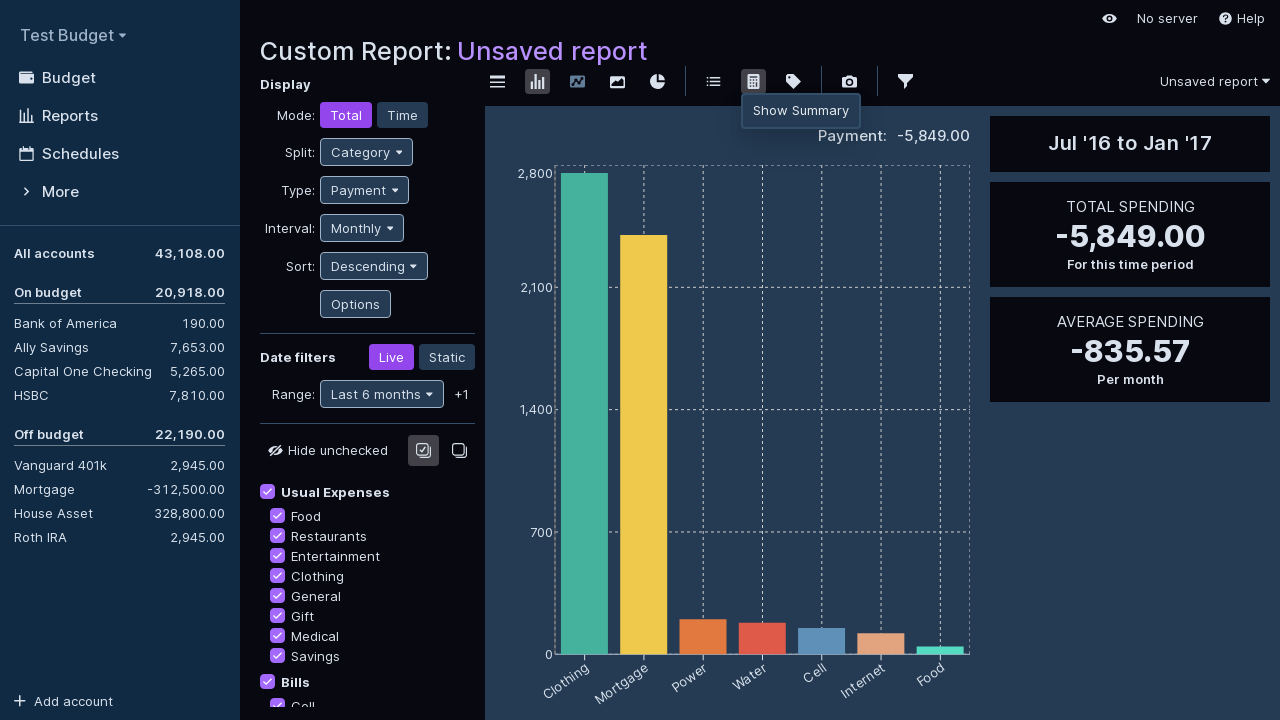 No server
Help
Test Budget
Budget
Reports
Schedules
More
All accounts 43,108.00
On budget 20,918.00
Bank of America 190.00
Ally Savings 7,653.00
Capital One Checking 5,265.00
HSBC 7,810.00
Off budget 22,190.00
Vanguard 401k 2,945.00
Mortgage -312,500.00
House Asset 328,800.00
Roth IRA 2,945.00
Add account
Custom Report: Unsaved report
Display
Mode: Total Time
Split: Category
Type: Payment
Interval: Monthly
Sort: Descending
Options
Date filters Live Static
Range: Last 6 months +1
Hide unchecked
Usual Expenses
Food
Restaurants
Entertainment
Clothing
General
Gift
Medical
Savings
Bills
Cell
Unsaved report
Show Summary
Payment: -5,849.00
2,800
2,100
1,400
700
0
Clothing
Mortgage
Power
Water
Cell
Internet
Food
Jul '16 to Jan '17
TOTAL SPENDING
-5,849.00
For this time period
AVERAGE SPENDING
-835.57
Per month